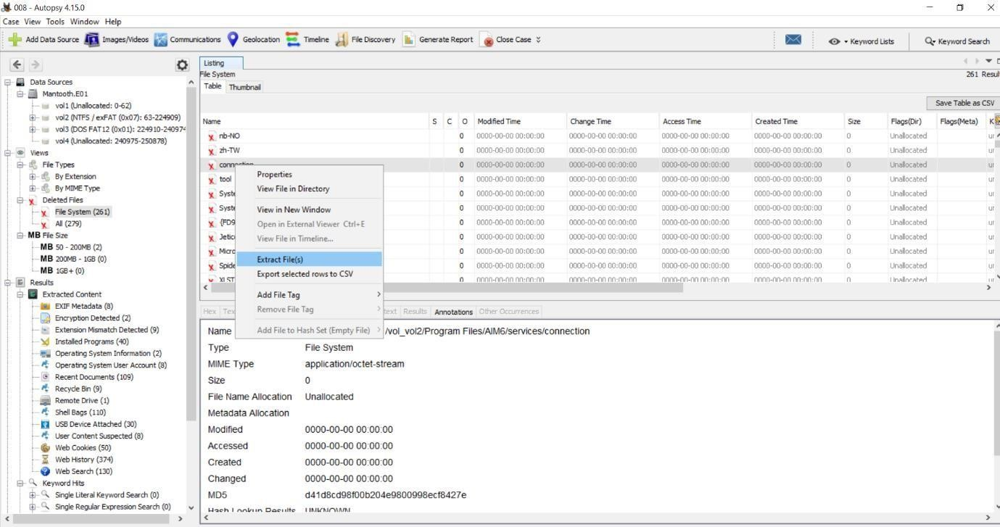 008 - Autopsy 4.15.0
Case View Tools Window Help
Add Data Source Images/Videos Communications Geolocation Timeline File Discovery Generate Report Close Case Keyword Lists Keyword Search
Data Sources
Mantooth.E01
vol1 (Unallocated: 0-62)
vol2 (NTFS / exFAT (0x07): 63-224909)
vol3 (DOS FAT12 (0x01): 224910-240974
vol4 (Unallocated: 240975-250878)
Views
File Types
By Extension
By MIME Type
Deleted Files
File System (261)
All (279)
MB File Size
MB 50 - 200MB (2)
MB 200MB - 1GB (0)
MB 1GB+ (0)
Results
Extracted Content
EXIF Metadata (8)
Encryption Detected (2)
Extension Mismatch Detected (9)
Installed Programs (40)
Operating System Information (2)
Operating System User Account (8)
Recent Documents (109)
Recycle Bin (9)
Remote Drive (1)
Shell Bags (110)
USB Device Attached (30)
User Content Suspected (8)
Web Cookies (50)
Web History (374)
Web Search (130)
Keyword Hits
Single Literal Keyword Search (0)
Single Regular Expression Search (0)
Listing
File System
261 Resul
Table Thumbnail
Save Table as CSV
Name S C O Modified Time Change Time Access Time Created Time Size Flags(Dir) Flags(Meta) K
nb-NO 0 0000-00-00 00:00:00 0000-00-00 00:00:00 0000-00-00 00:00:00 0000-00-00 00:00:00 0 Unallocated
zh-TW 0 0000-00-00 00:00:00 0000-00-00 00:00:00 0000-00-00 00:00:00 0000-00-00 00:00:00 0 Unallocated
connection 0 0000-00-00 00:00:00 0000-00-00 00:00:00 0000-00-00 00:00:00 0000-00-00 00:00:00 0 Unallocated
tool 0 0000-00-00 00:00:00 0000-00-00 00:00:00 0000-00-00 00:00:00 0000-00-00 00:00:00 0 Unallocated
Syste 0 0000-00-00 00:00:00 0000-00-00 00:00:00 0000-00-00 00:00:00 0000-00-00 00:00:00 0 Unallocated
Syste 0 0000-00-00 00:00:00 0000-00-00 00:00:00 0000-00-00 00:00:00 0000-00-00 00:00:00 0 Unallocated
{FD9 0 0000-00-00 00:00:00 0000-00-00 00:00:00 0000-00-00 00:00:00 0000-00-00 00:00:00 0 Unallocated
Jetico 0 0000-00-00 00:00:00 0000-00-00 00:00:00 0000-00-00 00:00:00 0000-00-00 00:00:00 0 Unallocated
Micro 0 0000-00-00 00:00:00 0000-00-00 00:00:00 0000-00-00 00:00:00 0000-00-00 00:00:00 0 Unallocated
Spide 0 0000-00-00 00:00:00 0000-00-00 00:00:00 0000-00-00 00:00:00 0000-00-00 00:00:00 0 Unallocated
XLST 0 0000-00-00 00:00:00 0000-00-00 00:00:00 0000-00-00 00:00:00 0000-00-00 00:00:00 0 Unallocated
Properties
View File in Directory
View in New Window
Open in External Viewer Ctrl+E
View File in Timeline...
Extract File(s)
Export selected rows to CSV
Add File Tag
Remove File Tag
Add File to Hash Set (Empty File)
Hex Tex text Results Annotations Other Occurrences
Name /vol_vol2/Program Files/AIM6/services/connection
Type File System
MIME Type application/octet-stream
Size 0
File Name Allocation Unallocated
Metadata Allocation
Modified 0000-00-00 00:00:00
Accessed 0000-00-00 00:00:00
Created 0000-00-00 00:00:00
Changed 0000-00-00 00:00:00
MD5 d41d8cd98f00b204e9800998ecf8427e
Hash Lookup Results UNKNOWN